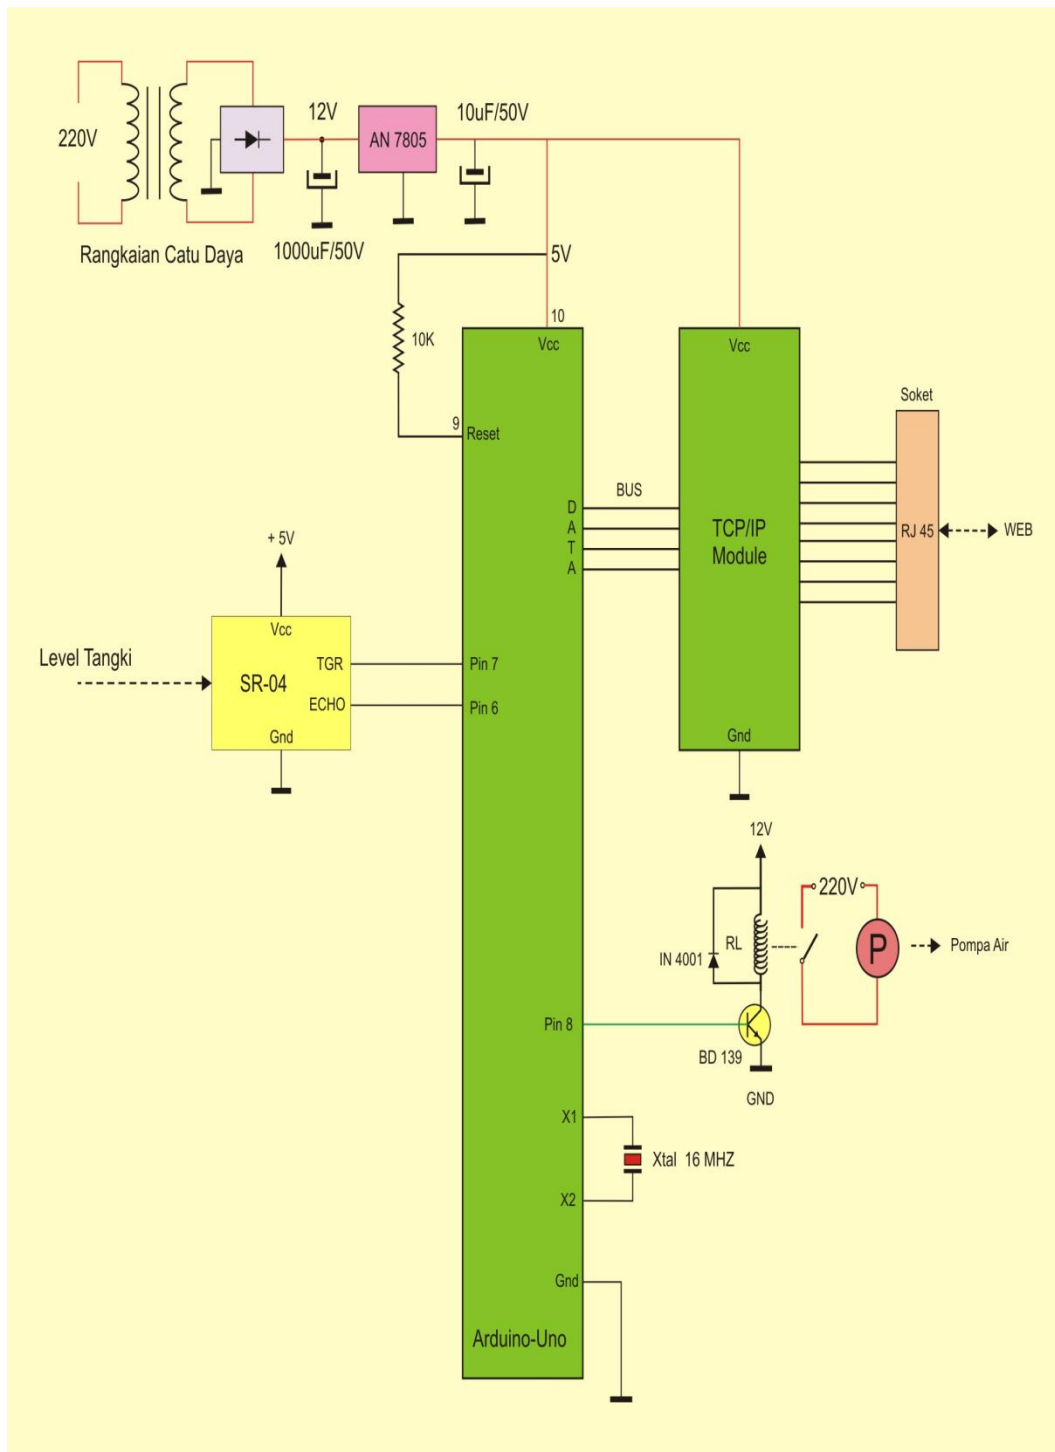 220V
12V
AN 7805
10uF/50V
1000uF/50V
Rangkaian Catu Daya
5V
10K
10
Vcc
9
Reset
D
A
T
A
BUS
Vcc
TCP/IP
Module
Gnd
Soket
RJ 45
WEB
+ 5V
Vcc
Level Tangki
SR-04
TGR
ECHO
Gnd
Pin 7
Pin 6
12V
RL
IN 4001
220V
P
Pompa Air
Pin 8
BD 139
GND
X1
Xtal 16 MHZ
X2
Gnd
Arduino-Uno